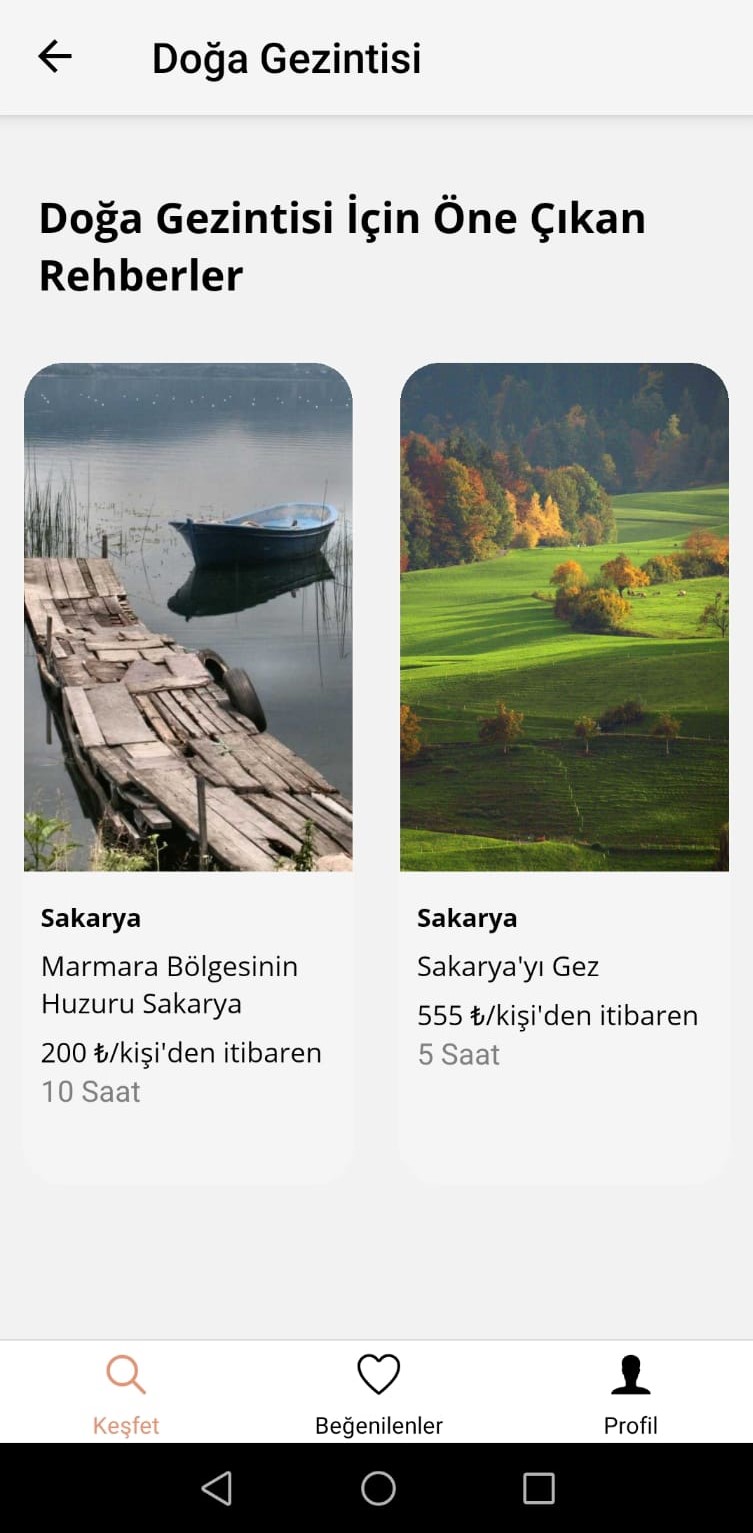 Doğa Gezintisi
Doğa Gezintisi İçin Öne Çıkan
Rehberler
Sakarya
Marmara Bölgesinin
Huzuru Sakarya
200 ₺/kişi'den itibaren
10 Saat
Sakarya
Sakarya'yı Gez
555 ₺/kişi'den itibaren
5 Saat
Keşfet
Beğenilenler
Profil